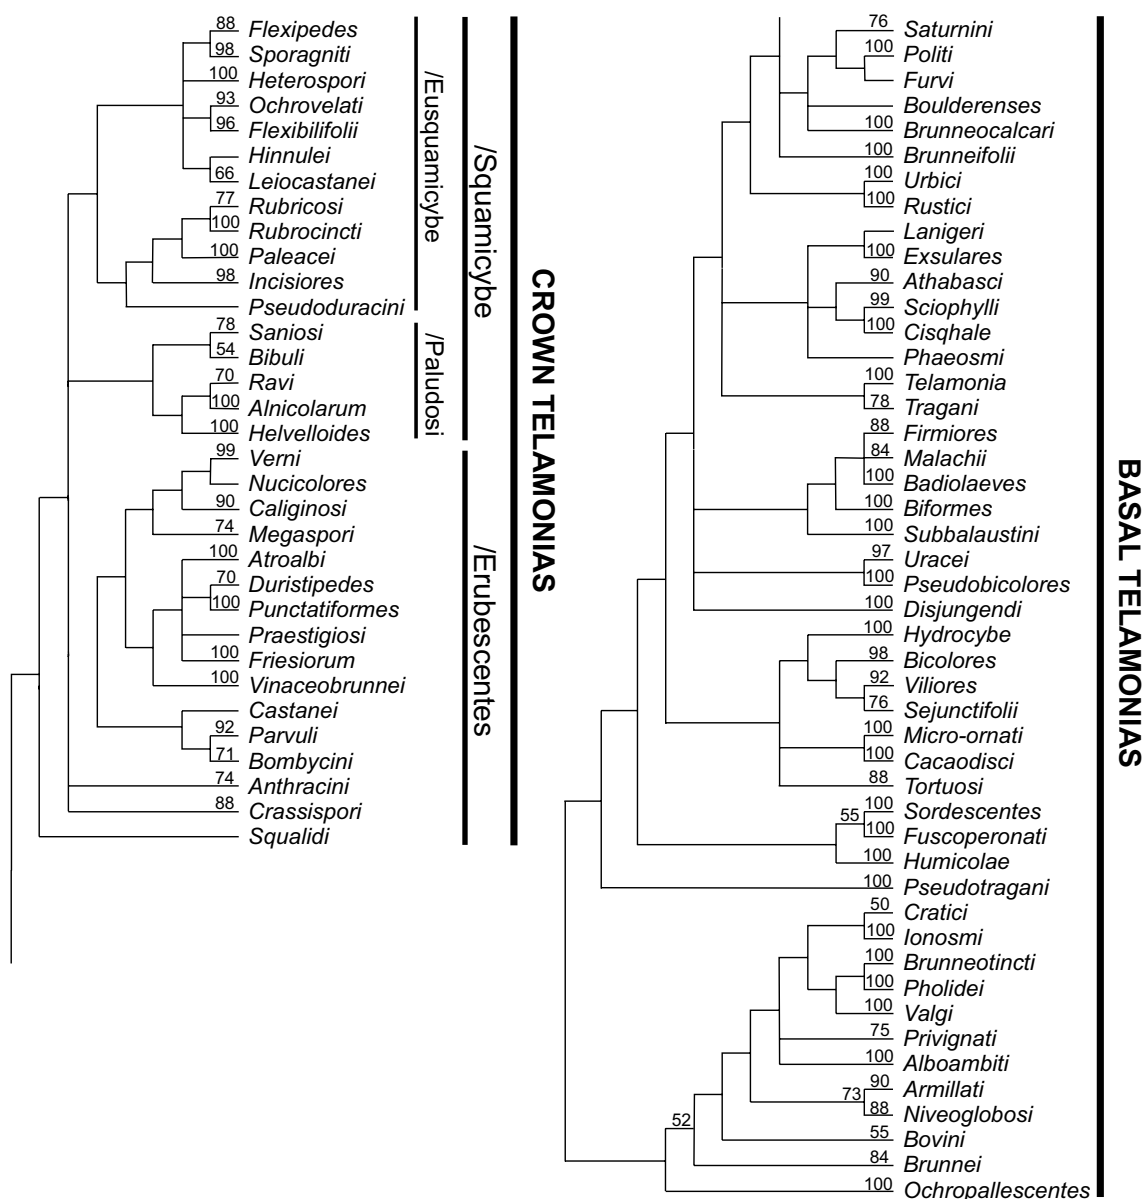 88 Flexipedes
98 Sporagniti
100 Heterospori
93 Ochrovelati
96 Flexibilifolii
Hinnulei
66 Leiocastanei
77 Rubricosi
100 Rubrocincti
100 Paleacei
98 Incisiores
Pseudoduracini
78 Saniosi
54 Bibuli
70 Ravi
100 Alnicolarum
100 Helvelloides
99 Verni
Nucicolores
90 Caliginosi
74 Megaspori
100 Atroalbi
70 Duristipedes
100 Punctatiformes
Praestigiosi
100 Friesiorum
100 Vinaceobrunnei
Castanei
92 Parvuli
71 Bombycini
74 Anthracini
88 Crassispori
Squalidi
/Eusquamicybe
/Paludosi
/Squamicybe
/Erubescentes
CROWN TELAMONIAS
76 Saturnini
100 Politi
Furvi
Boulderenses
100 Brunneocalcari
100 Brunneifolii
100 Urbici
100 Rustici
Lanigeri
100 Exsulares
90 Athabasci
99 Sciophylli
100 Cisqhale
Phaeosmi
100 Telamonia
78 Tragani
88 Firmiores
84 Malachii
100 Badiolaeves
100 Biformes
100 Subbalaustini
97 Uracei
100 Pseudobicolores
100 Disjungendi
100 Hydrocybe
98 Bicolores
92 Viliores
76 Sejunctifolii
100 Micro-ornati
100 Cacaodisci
88 Tortuosi
100 Sordescentes
55
100 Fuscoperonati
100 Humicolae
100 Pseudotragani
50 Cratici
100 Ionosmi
100 Brunneotincti
100 Pholidei
100 Valgi
75 Privignati
100 Alboambiti
90 Armillati
73
88 Niveoglobosi
52
55 Bovini
84 Brunnei
100 Ochropallescentes
BASAL TELAMONIAS